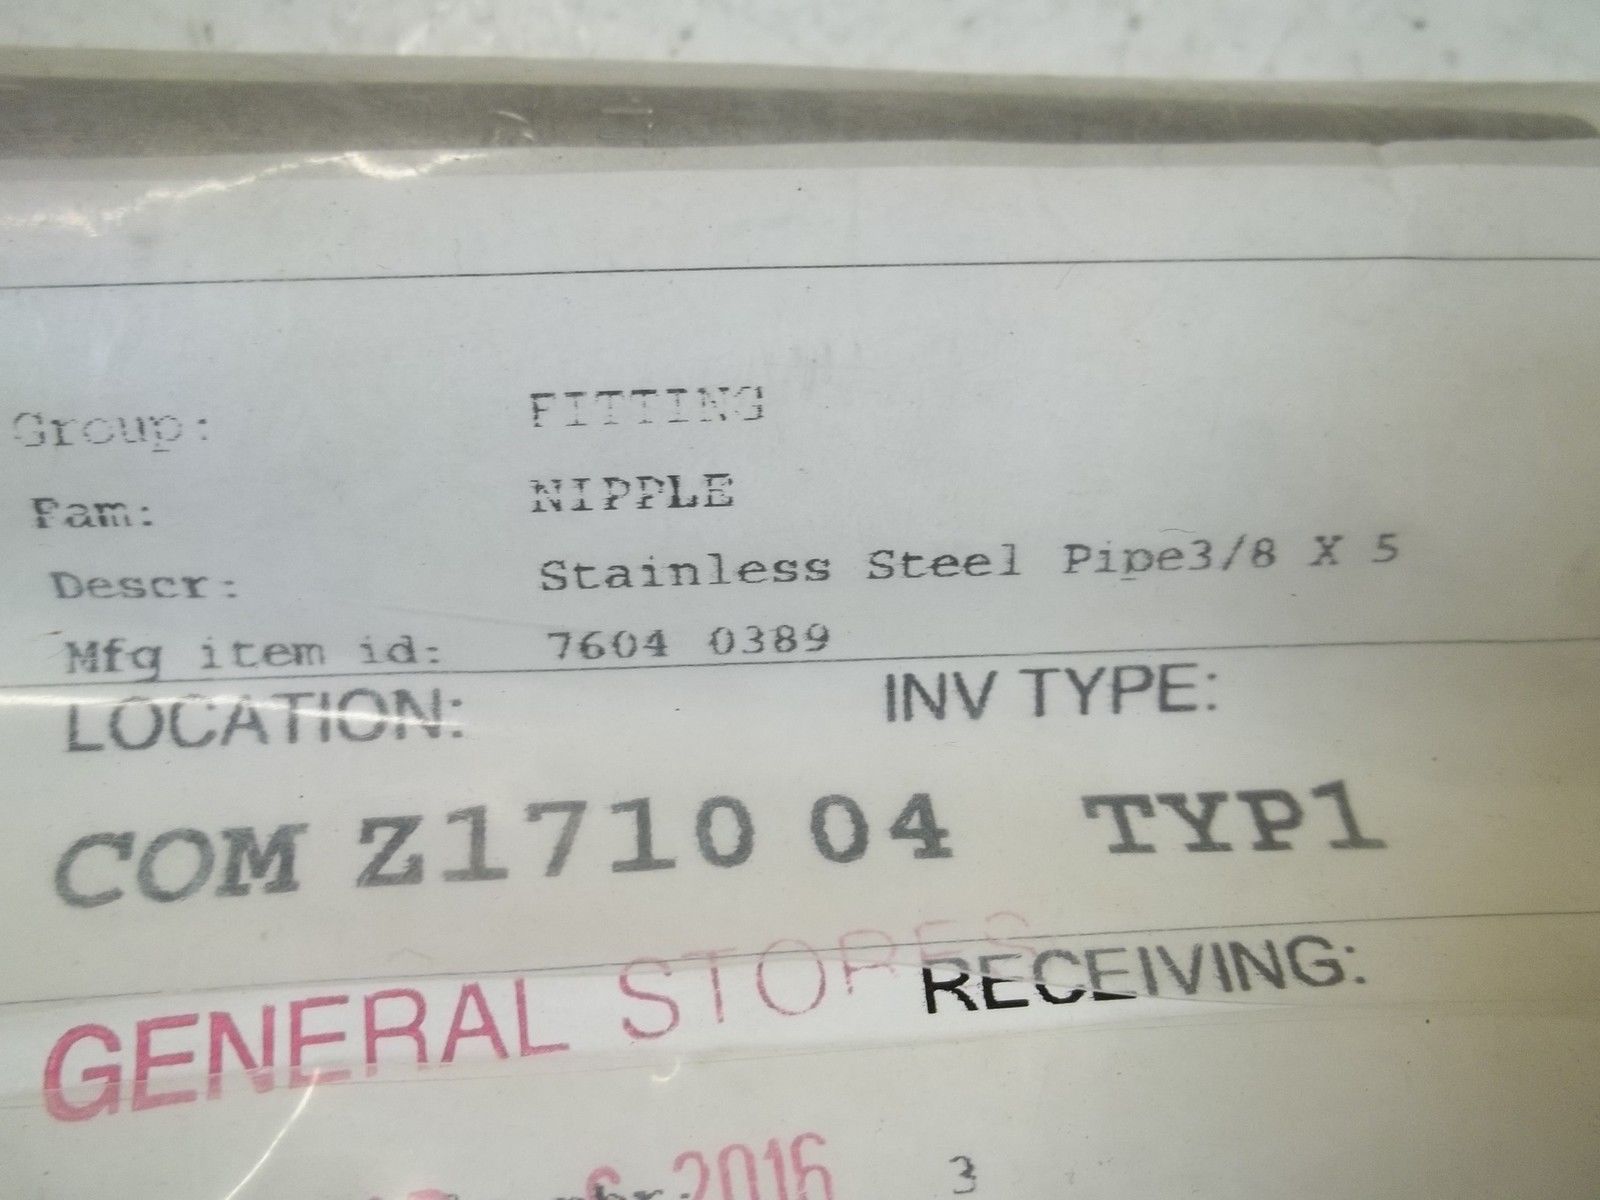 Group: FITTING
Fam: NIPPLE
Descr: Stainless Steel Pipe3/8 X 5
Mfg item id: 7604 0389
LOCATION: INV TYPE:
COM Z1710 04 TYP1
GENERAL STORES RECEIVING:
2016 3